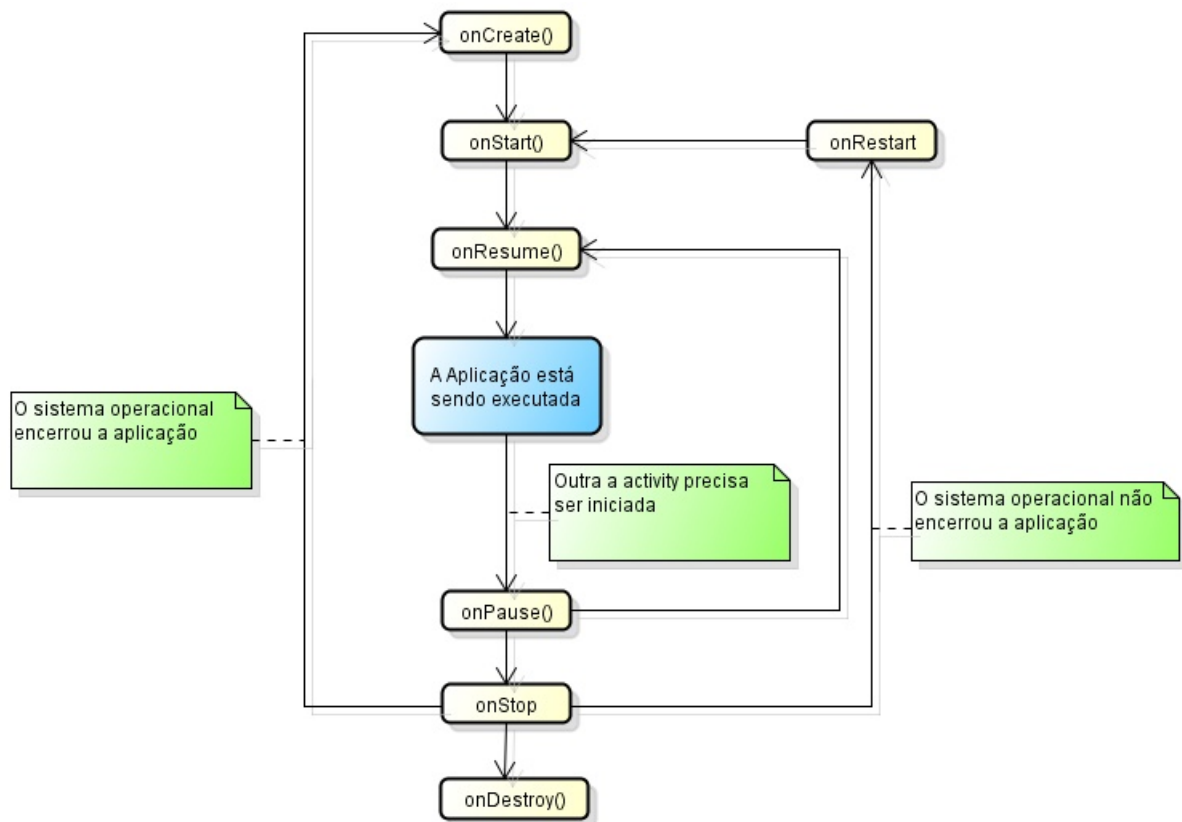 onCreate()
onStart()
onRestart
onResume()
A Aplicação está
sendo executada
O sistema operacional
encerrou a aplicação
Outra a activity precisa
ser iniciada
O sistema operacional não
encerrou a aplicação
onPause()
onStop
onDestroy()